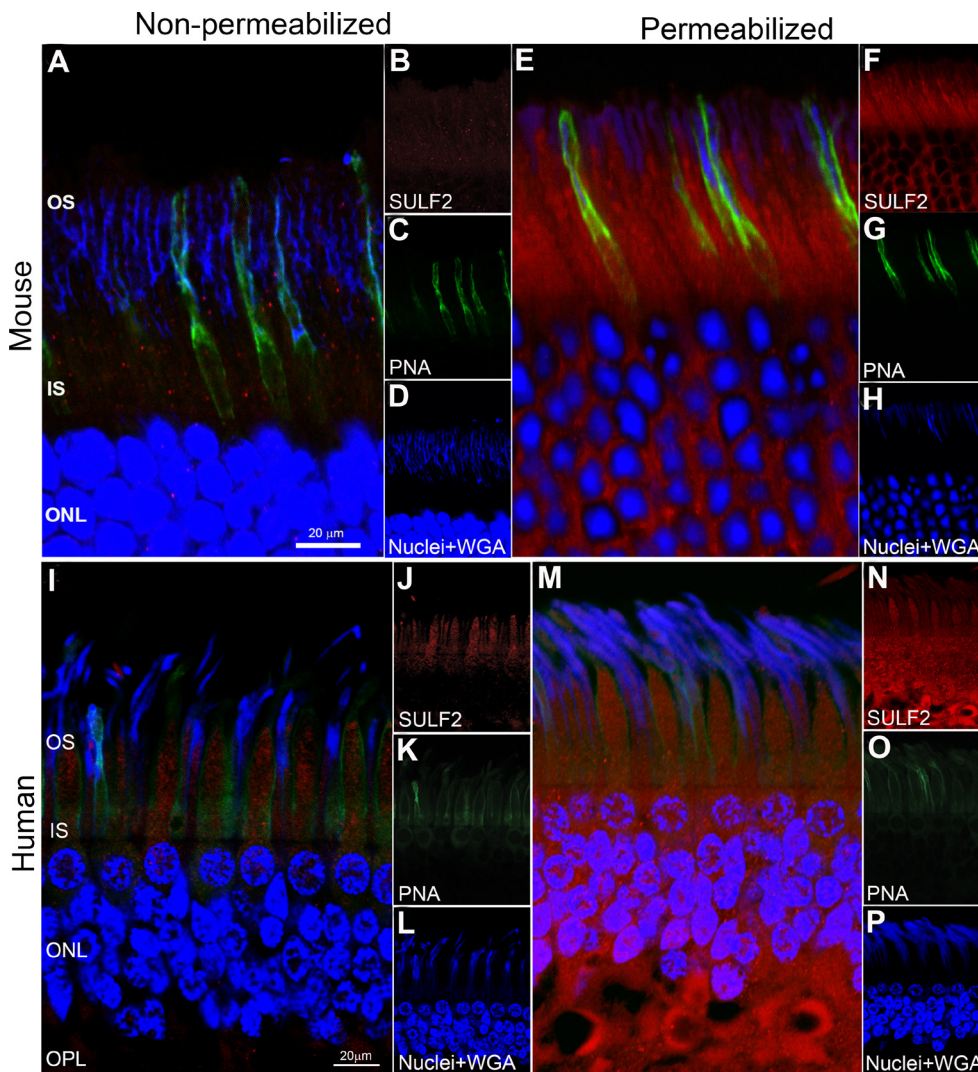 Non-permeabilized
Permeabilized
Mouse
A
OS
IS
ONL
20 μm
B
SULF2
C
PNA
D
Nuclei+WGA
E
F
SULF2
G
PNA
H
Nuclei+WGA
Human
I
OS
IS
ONL
OPL
20μm
J
SULF2
K
PNA
L
Nuclei+WGA
M
N
SULF2
O
PNA
P
Nuclei+WGA